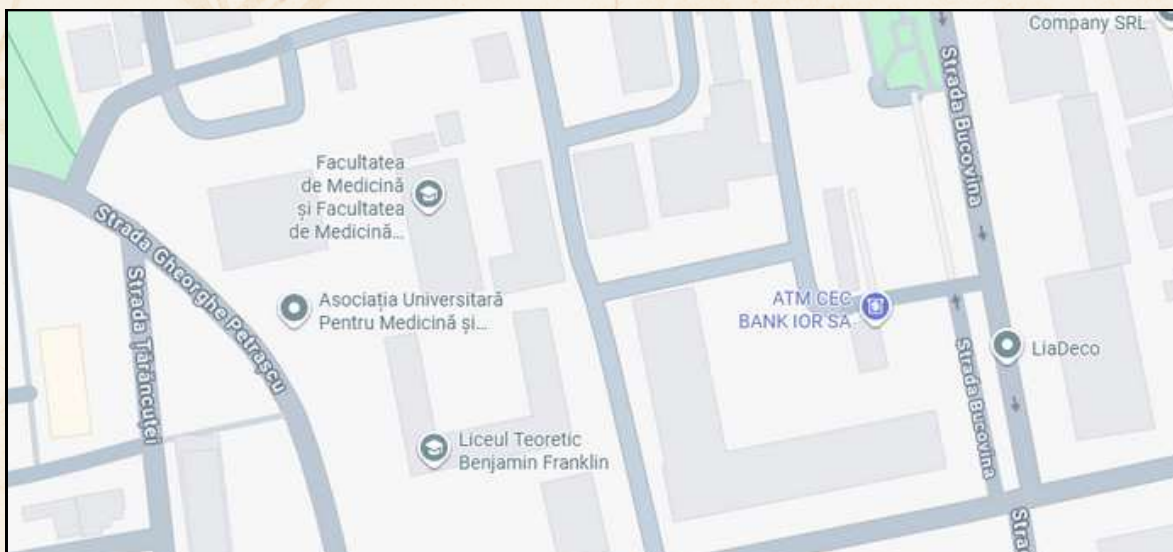 Company SRL
Strada Bucovina
Facultatea
de Medicină
și Facultatea
de Medicină...
Strada Gheorghe Petrașcu
Strada Țărăncuței
Asociația Universitară
Pentru Medicină și...
ATM CEC
BANK IOR SA
LiaDeco
Strada Bucovina
Liceul Teoretic
Benjamin Franklin
Stra